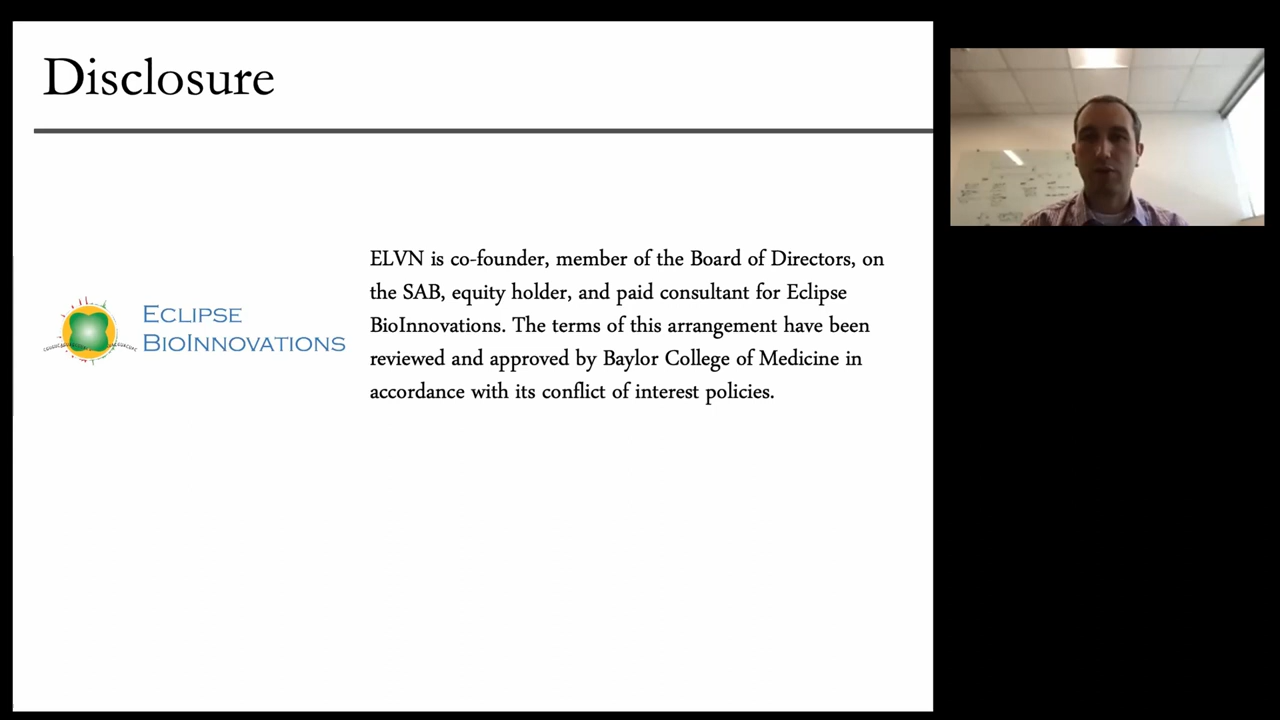 Disclosure
ECLIPSE
BIOINNOVATIONS
ELVN is co-founder, member of the Board of Directors, on
the SAB, equity holder, and paid consultant for Eclipse
BioInnovations. The terms of this arrangement have been
reviewed and approved by Baylor College of Medicine in
accordance with its conflict of interest policies.